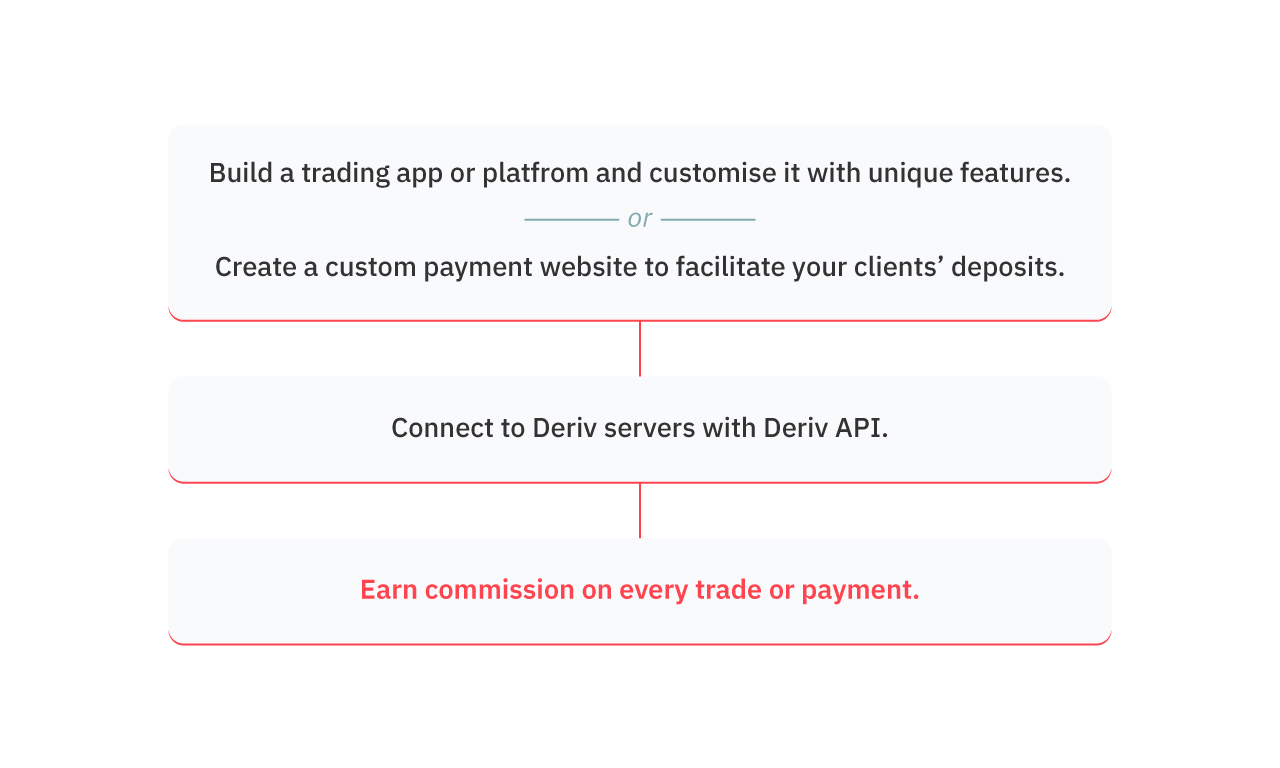 Build a trading app or platfrom and customise it with unique features.
or
Create a custom payment website to facilitate your clients’ deposits.
Connect to Deriv servers with Deriv API.
Earn commission on every trade or payment.